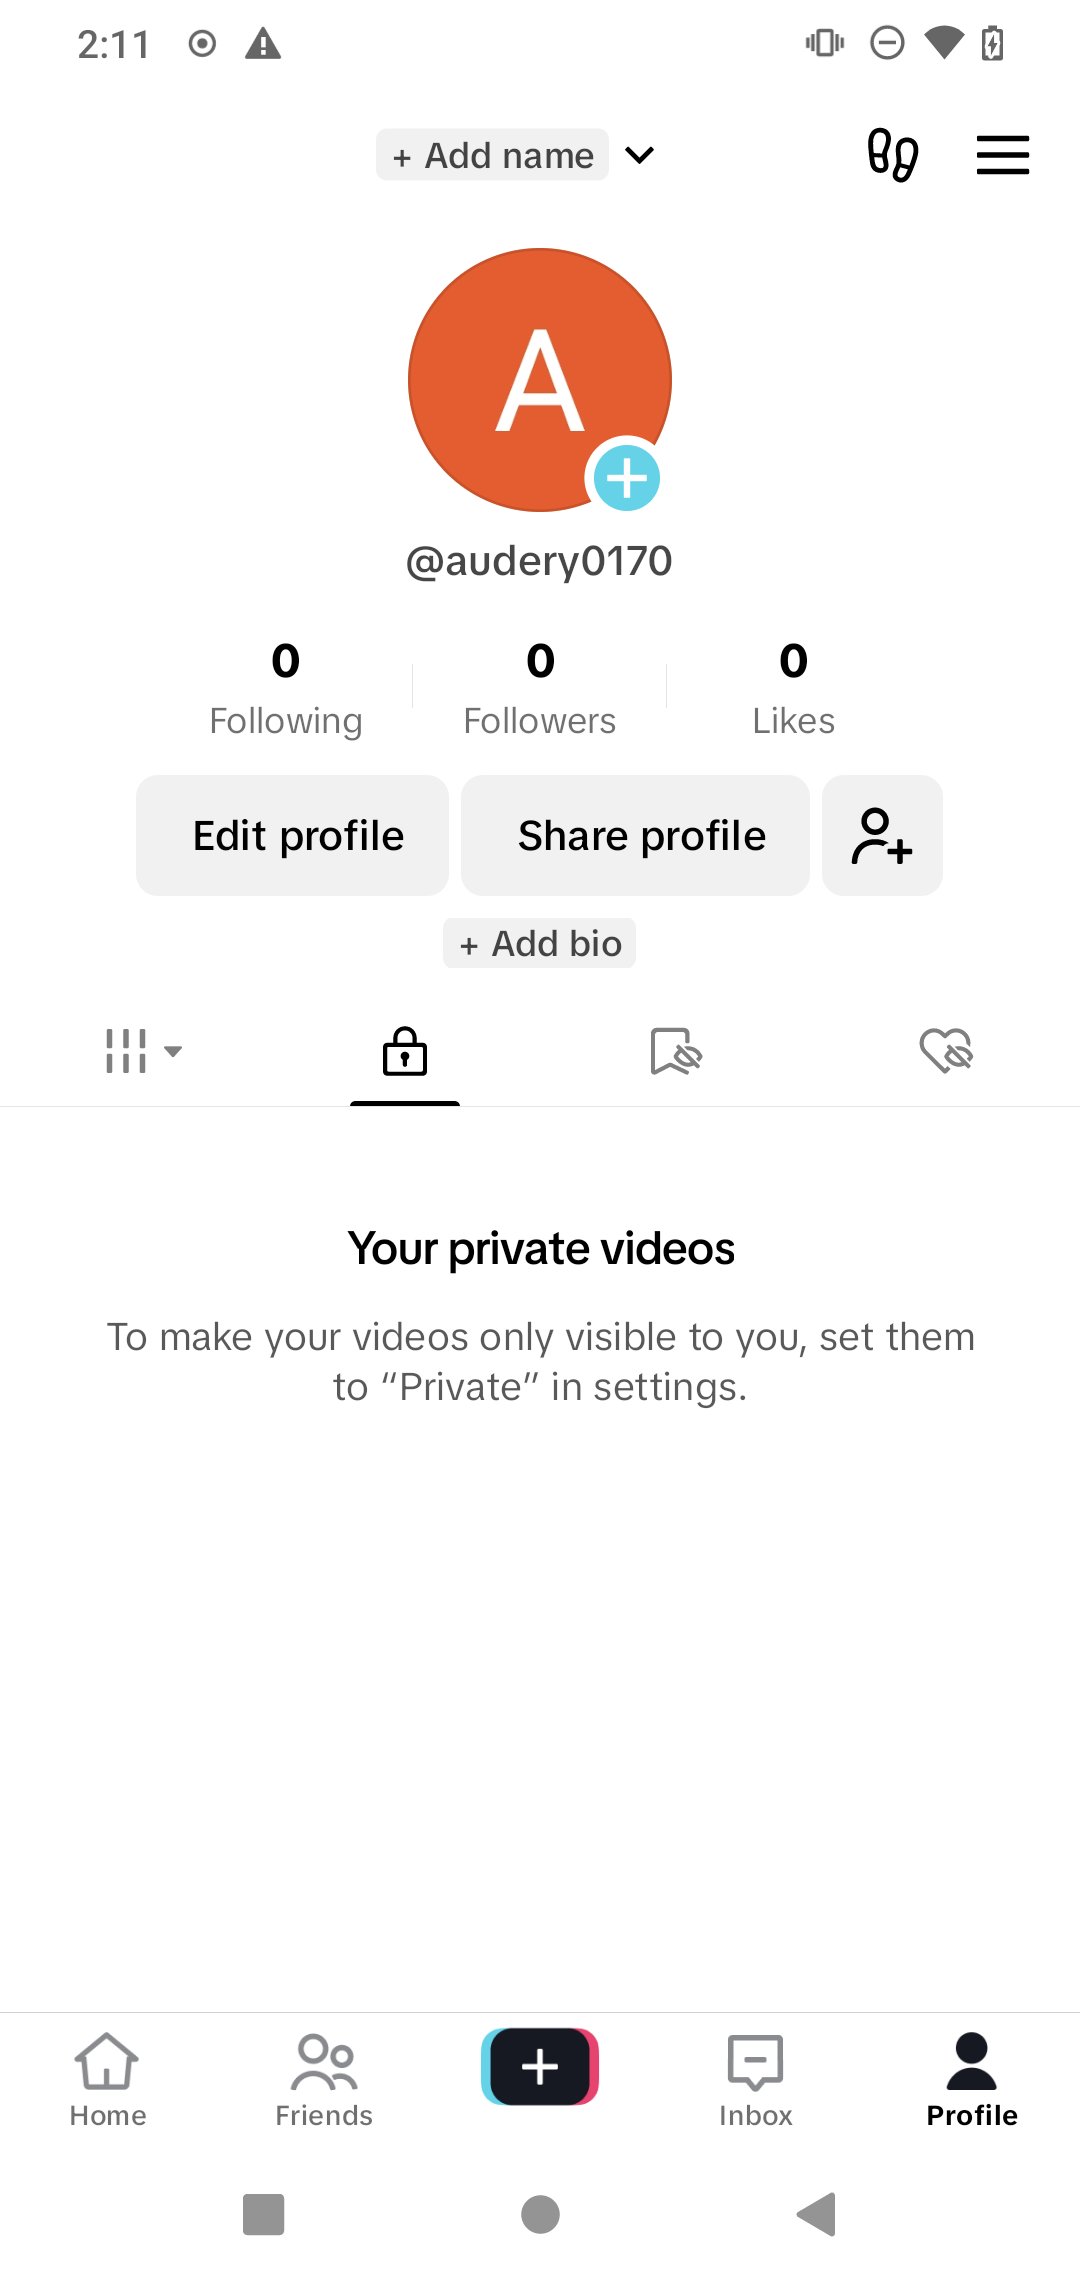 2:11
+ Add name
A
@audery0170
0 0 0
Following Followers Likes
Edit profile Share profile
+ Add bio
Your private videos
To make your videos only visible to you, set them
to “Private” in settings.
Home Friends Inbox Profile